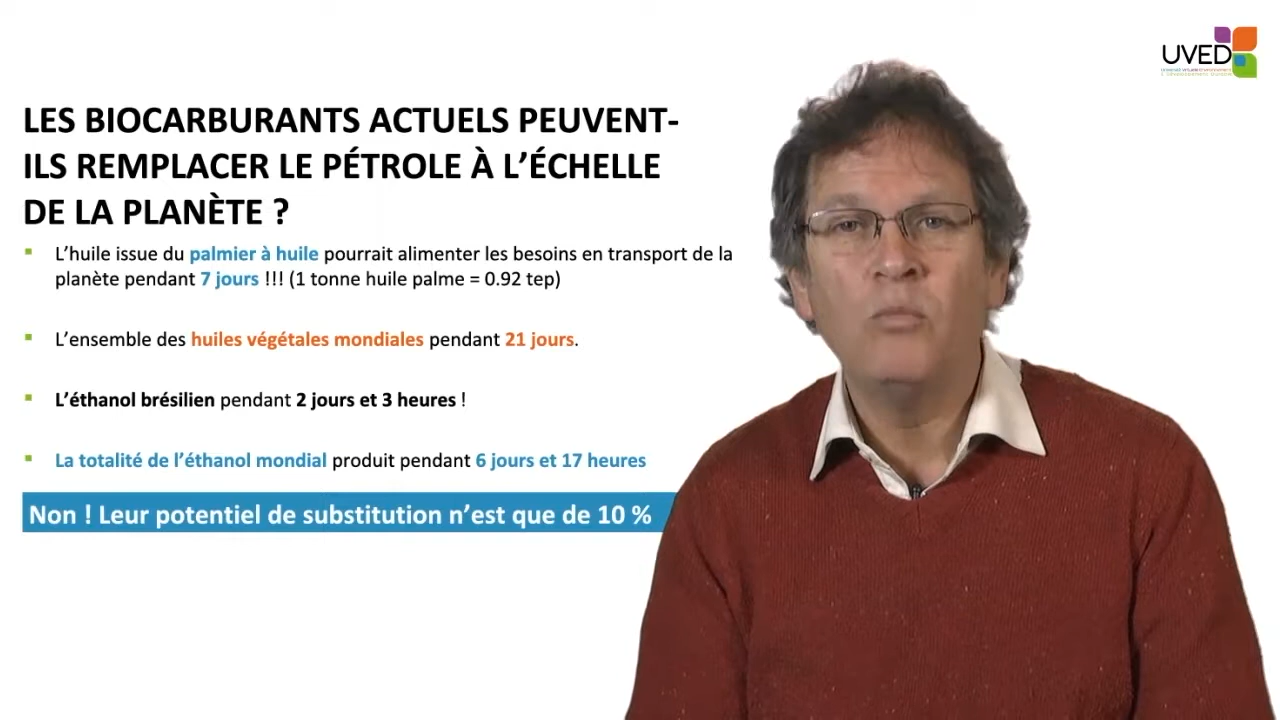 UVED
LES BIOCARBURANTS ACTUELS PEUVENT-
ILS REMPLACER LE PÉTROLE À L'ÉCHELLE
DE LA PLANÈTE ?
L'huile issue du palmier à huile pourrait alimenter les besoins en transport de la
planète pendant 7 jours !!! (1 tonne huile palme = 0.92 tep)
L'ensemble des huiles végétales mondiales pendant 21 jours.
L'éthanol brésilien pendant 2 jours et 3 heures !
La totalité de l'éthanol mondial produit pendant 6 jours et 17 heures
Non ! Leur potentiel de substitution n'est que de 10 %